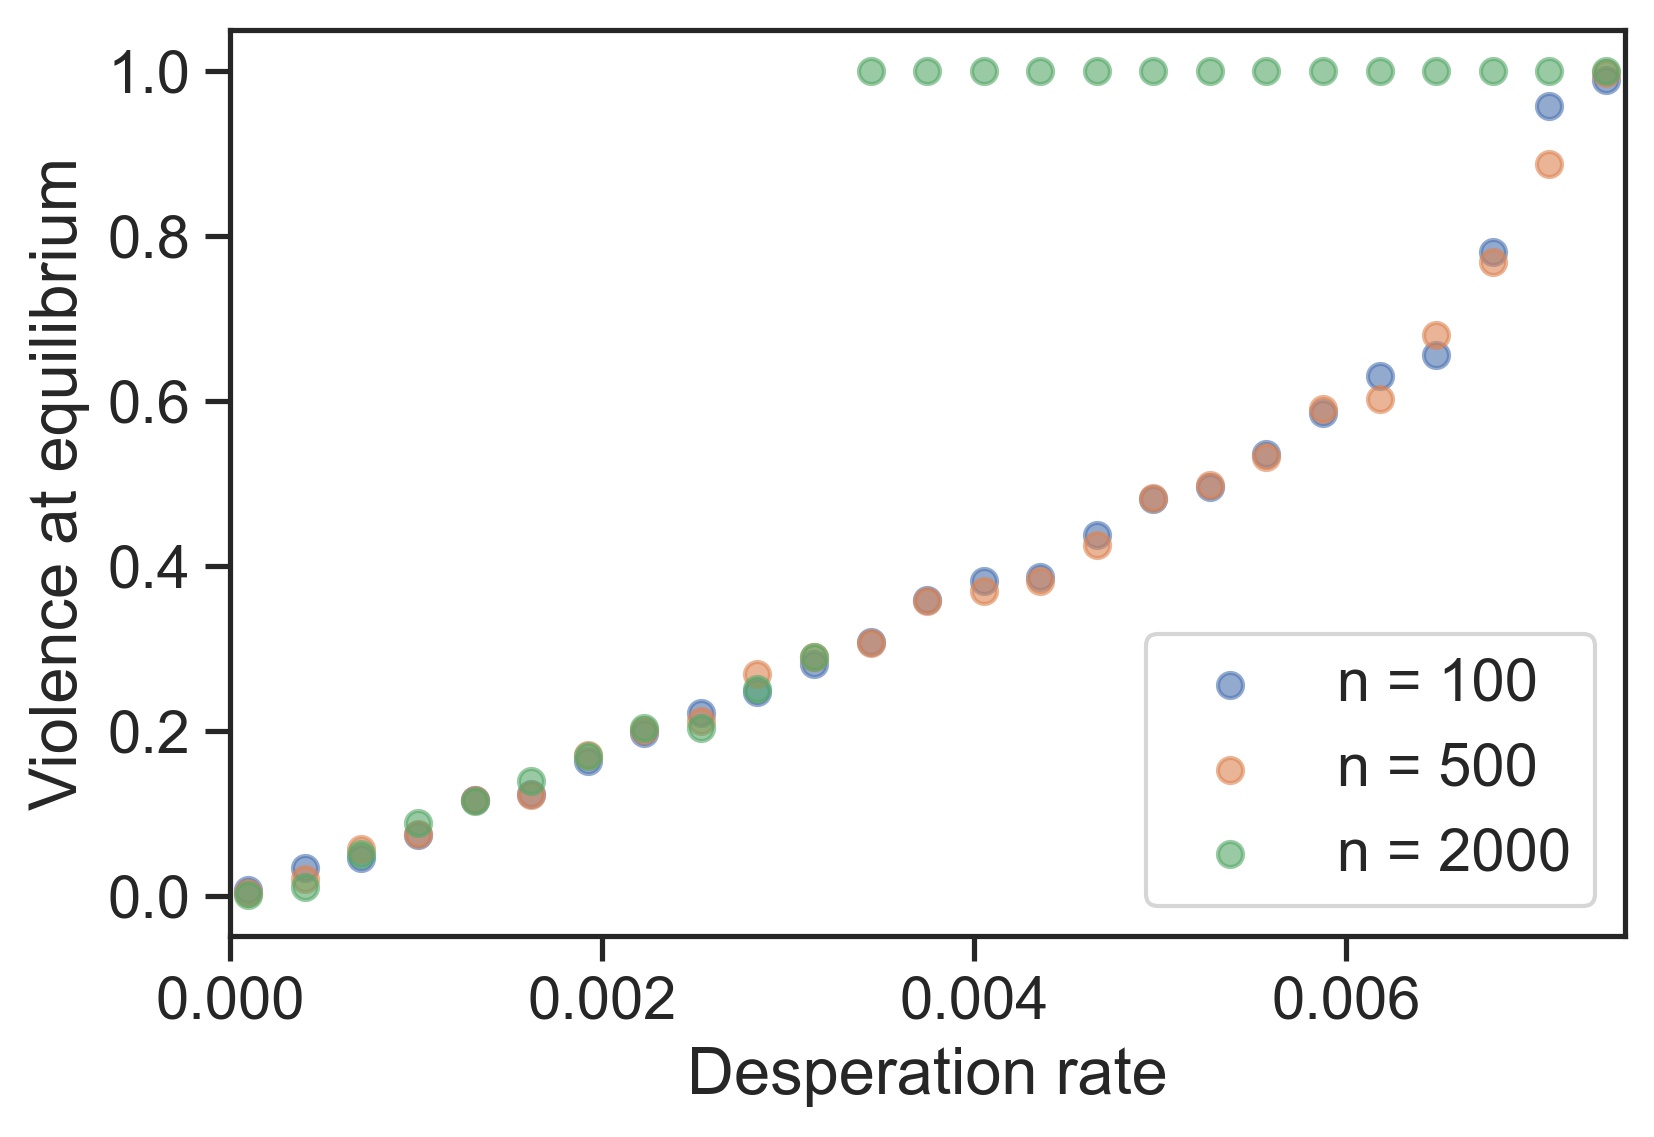 1.0
0.8
0.6
0.4
0.2
0.0
Violence at equilibrium
n = 100
n = 500
n = 2000
0.000 0.002 0.004 0.006
Desperation rate